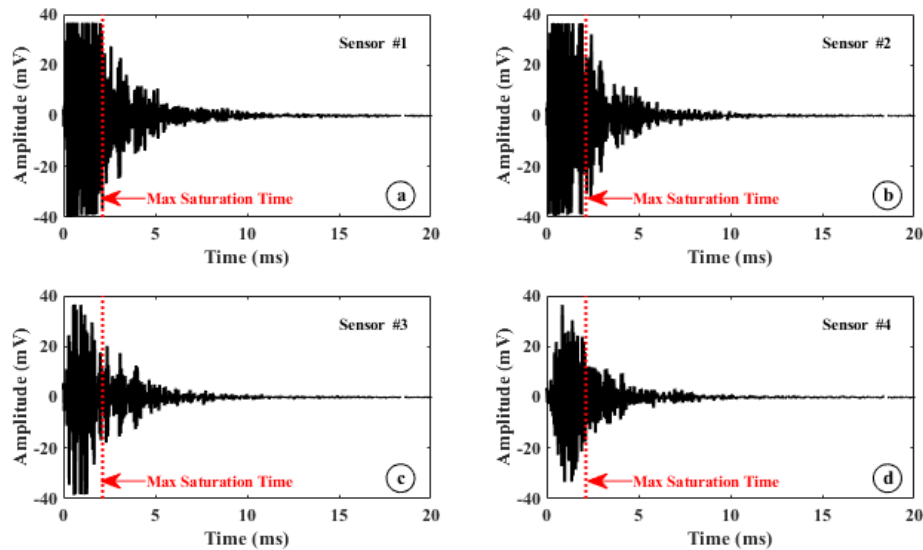 40
20
0
-20
-40
Amplitude (mV)
Sensor #1
Max Saturation Time
a
0 5 10 15 20
Time (ms)
40
20
0
-20
-40
Amplitude (mV)
Sensor #2
Max Saturation Time
b
0 5 10 15 20
Time (ms)
40
20
0
-20
-40
Amplitude (mV)
Sensor #3
Max Saturation Time
c
0 5 10 15 20
Time (ms)
40
20
0
-20
-40
Amplitude (mV)
Sensor #4
Max Saturation Time
d
0 5 10 15 20
Time (ms)